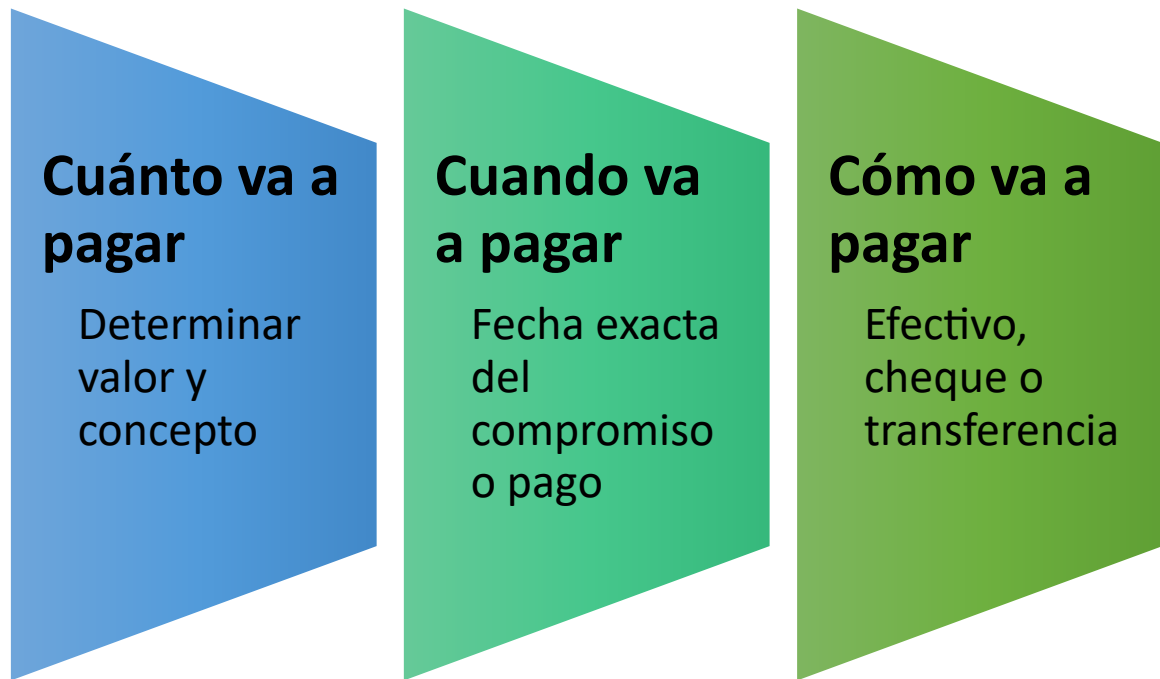 Cuánto va a
pagar
Determinar
valor y
concepto
Cuando va
a pagar
Fecha exacta
del
compromiso
o pago
Cómo va a
pagar
Efectivo,
cheque o
transferencia